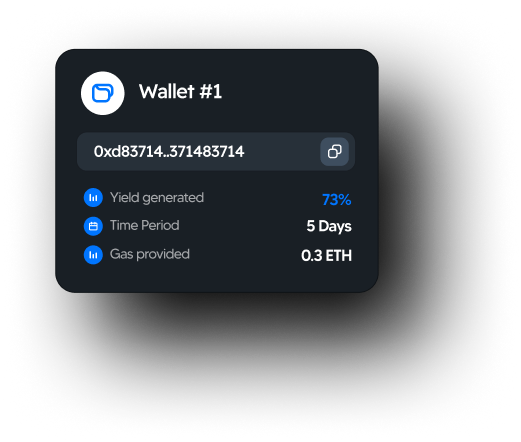 Wallet #1
0xd83714..371483714
Yield generated 73%
Time Period 5 Days
Gas provided 0.3 ETH